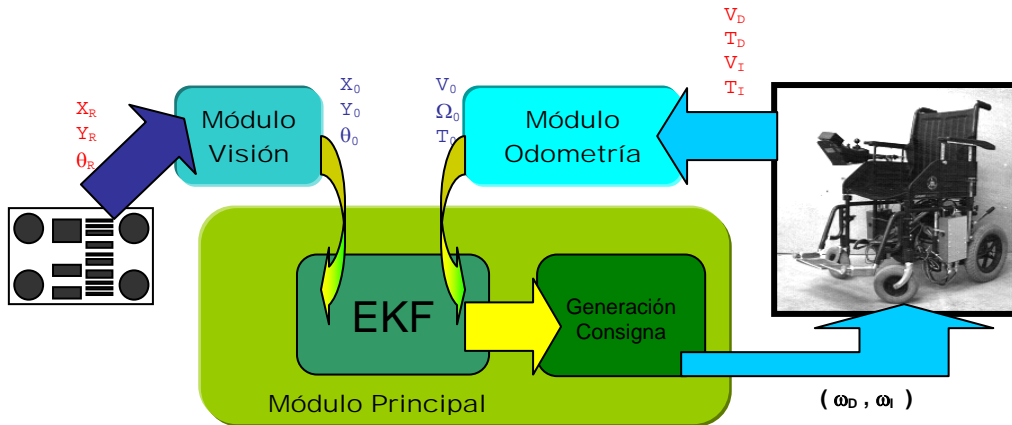 V_D
T_D
V_I
T_I
X_R
Y_R
θ_R
Módulo
Visión
X_0
Y_0
θ_0
V_0
Ω_0
T_0
Módulo
Odometría
EKF
Generación
Consigna
Módulo Principal
( ω_D , ω_I )